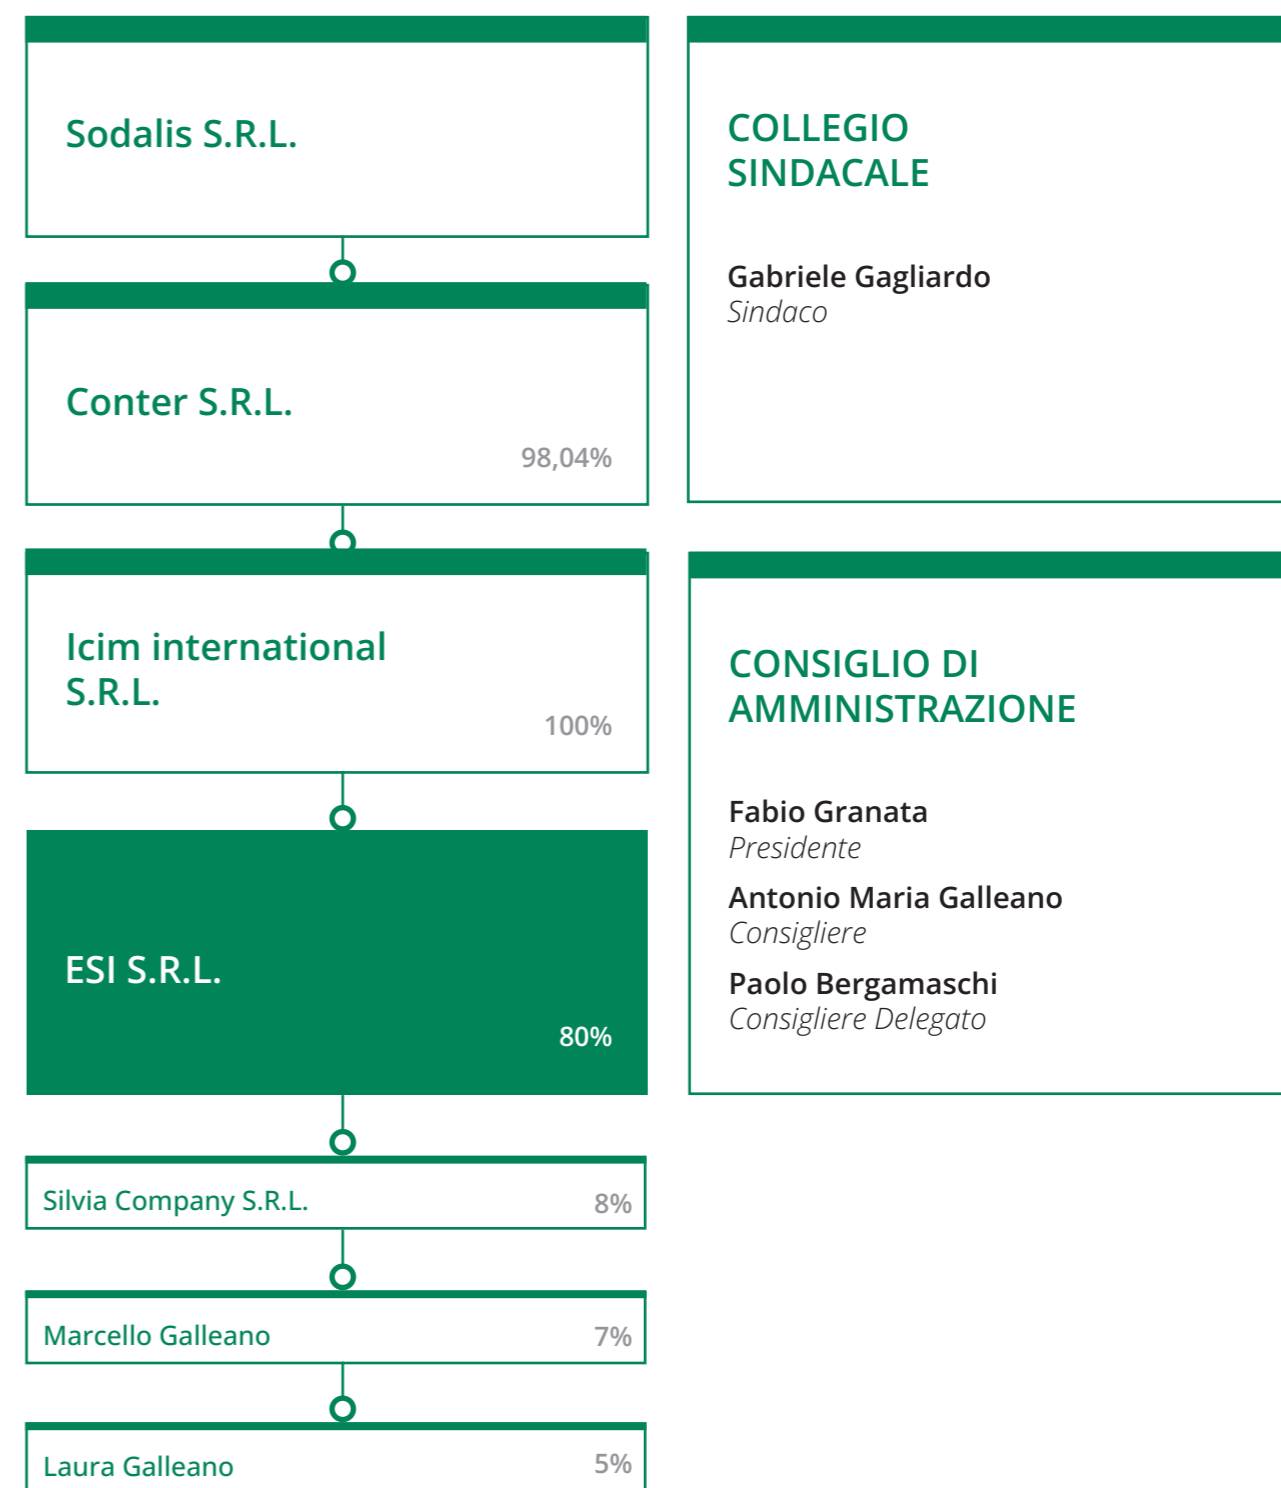 Sodalis S.R.L.
Conter S.R.L.
98,04%
Icim international
S.R.L.
100%
ESI S.R.L.
80%
Silvia Company S.R.L.
8%
Marcello Galleano
7%
Laura Galleano
5%
COLLEGIO
SINDACALE
Gabriele Gagliardo
Sindaco
CONSIGLIO DI
AMMINISTRAZIONE
Fabio Granata
Presidente
Antonio Maria Galleano
Consigliere
Paolo Bergamaschi
Consigliere Delegato